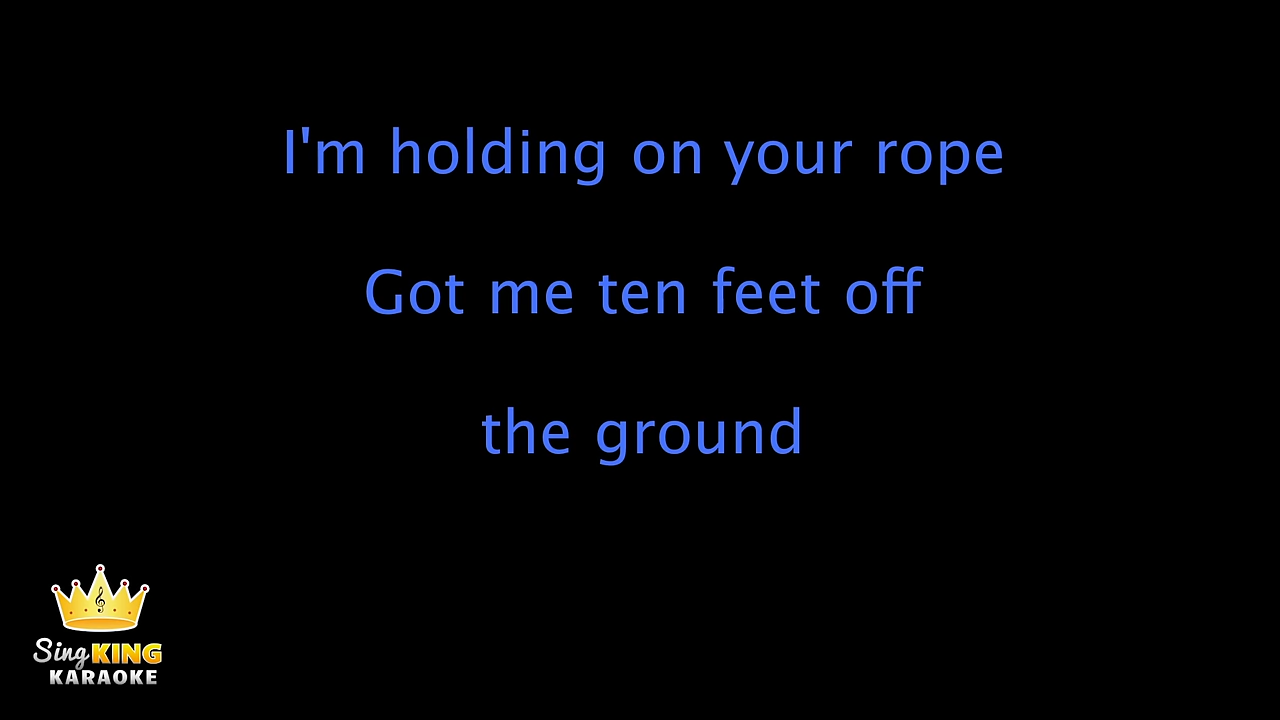 I'm holding on your rope
Got me ten feet off
the ground
Sing KING
KARAOKE